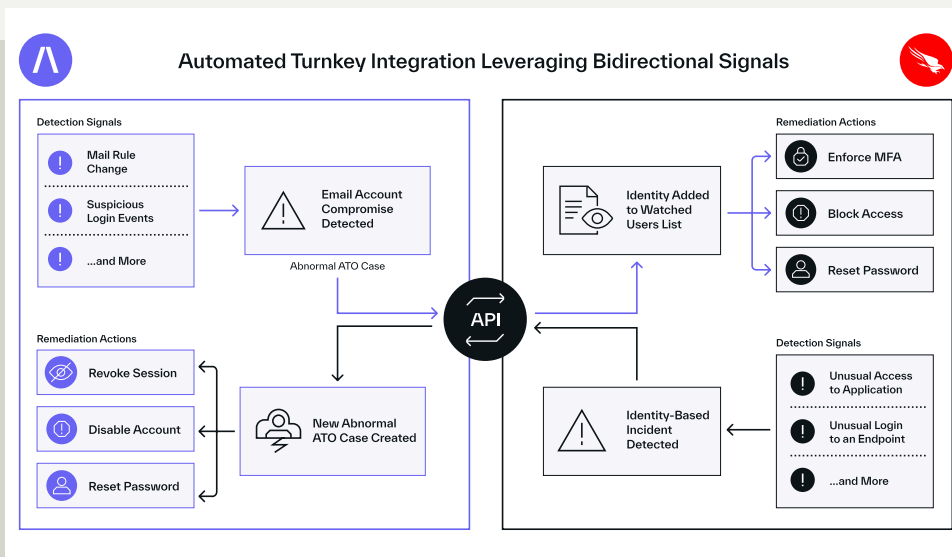 Automated Turnkey Integration Leveraging Bidirectional Signals
Detection Signals
Mail Rule
Change
Suspicious
Login Events
...and More
Email Account
Compromise
Detected
Abnormal ATO Case
Remediation Actions
Revoke Session
Disable Account
Reset Password
New Abnormal
ATO Case Created
API
Identity Added
to Watched
Users List
Remediation Actions
Enforce MFA
Block Access
Reset Password
Identity-Based
Incident
Detected
Detection Signals
Unusual Access
to Application
Unusual Login
to an Endpoint
...and More